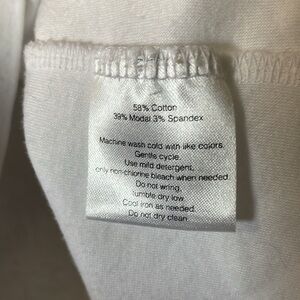 58% Cotton
39% Modal 3% Spandex
Machine wash cold with like colors.
Gentle cycle.
Use mild detergent,
only non-chlorine bleach when needed.
Do not wring,
tumble dry low.
Cool iron as needed.
Do not dry clean.